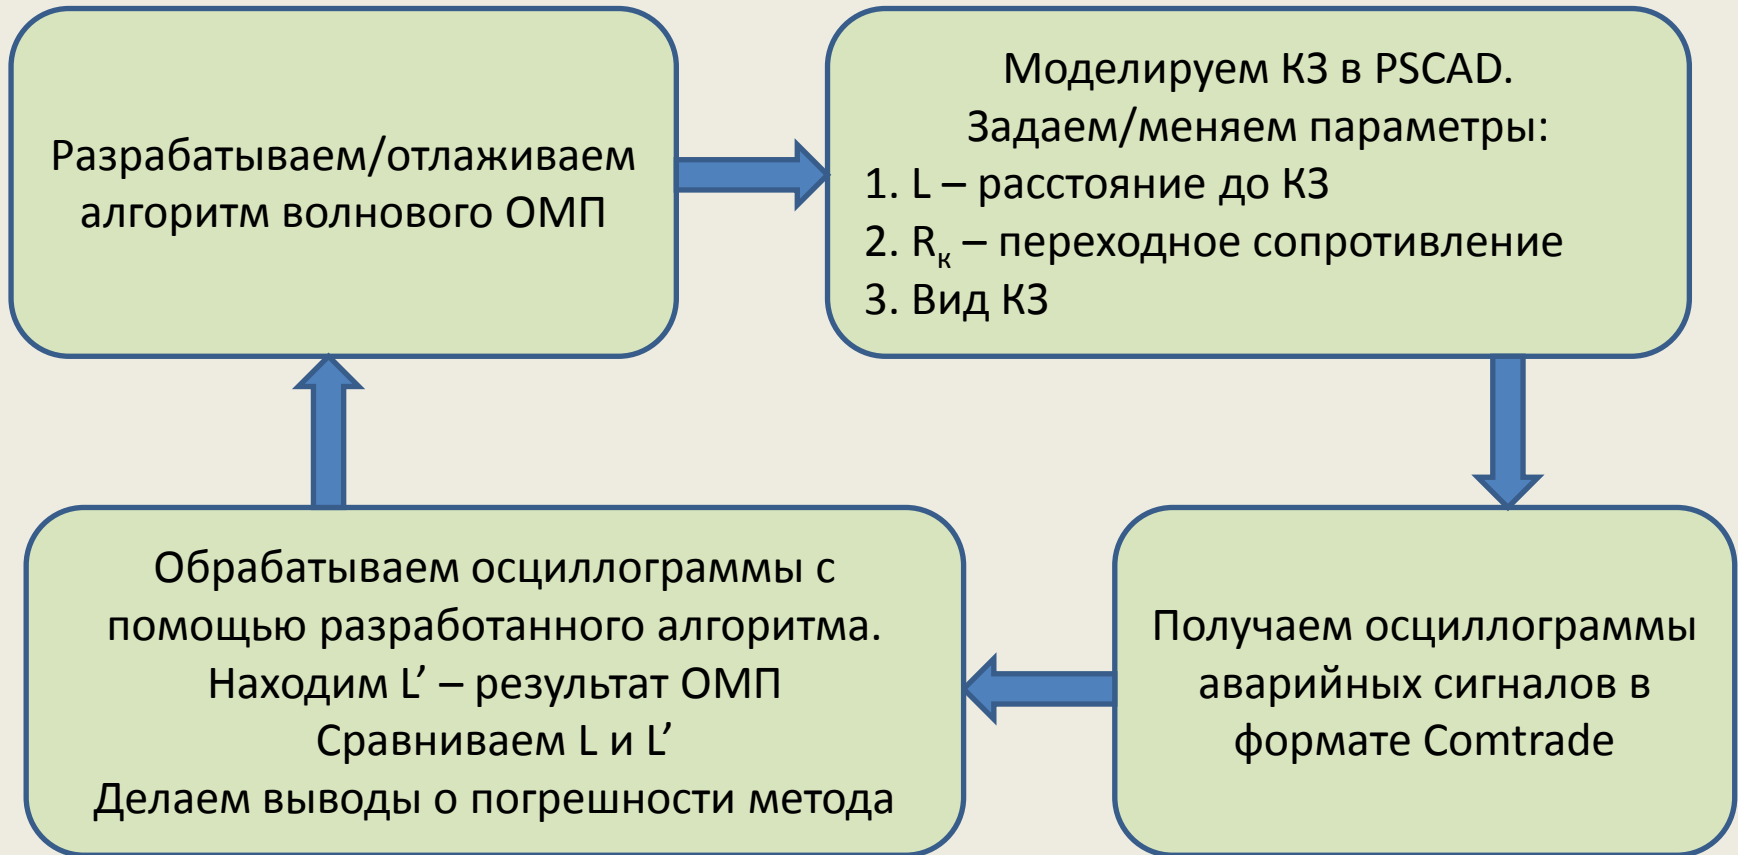 Разрабатываем/отлаживаем
алгоритм волнового ОМП
Моделируем КЗ в PSCAD.
Задаем/меняем параметры:
1. L – расстояние до КЗ
2. Rк – переходное сопротивление
3. Вид КЗ
Обрабатываем осциллограммы с
помощью разработанного алгоритма.
Находим L’ – результат ОМП
Сравниваем L и L’
Делаем выводы о погрешности метода
Получаем осциллограммы
аварийных сигналов в
формате Comtrade